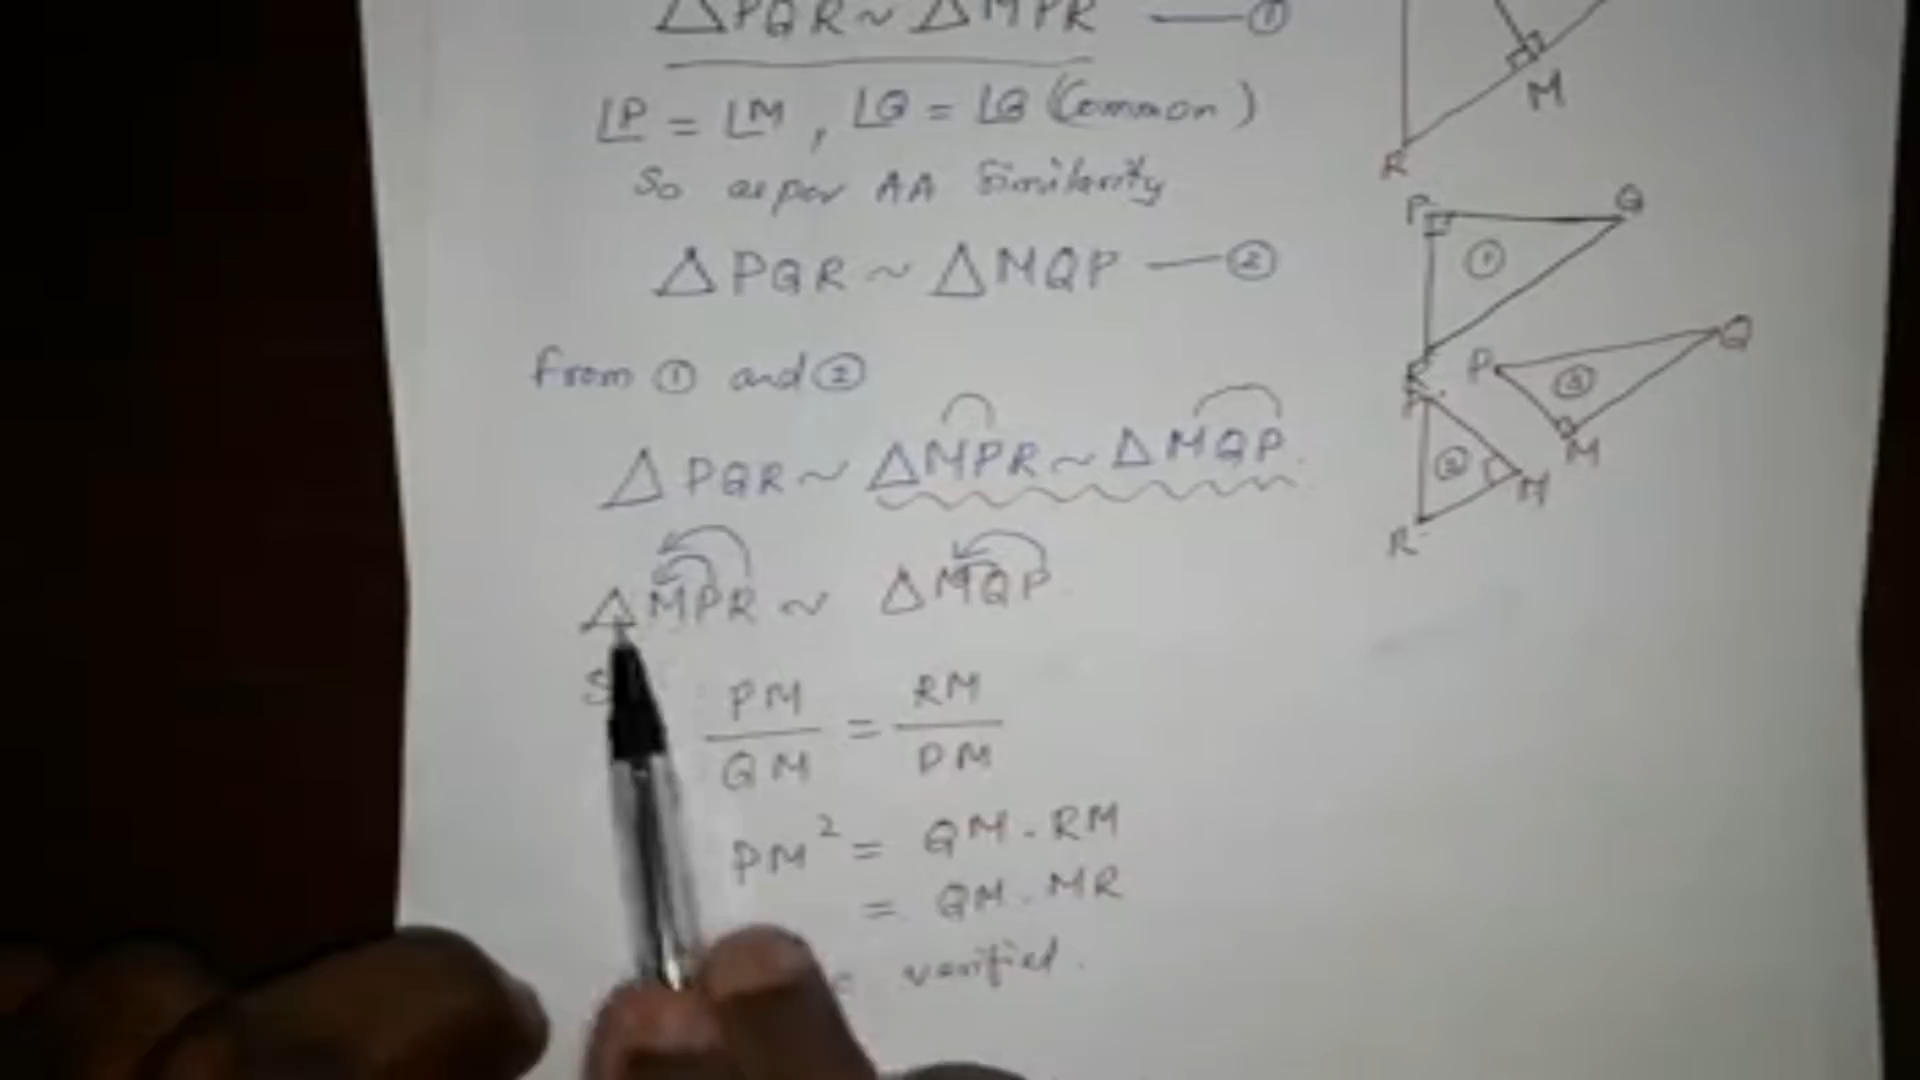 △PQR ~ △MPR — ①
∠P = ∠M , ∠Q = ∠Q (Common)
So as per AA Similarity
△PQR ~ △MQP — ②
from ① and ②
△PQR ~ △MPR ~ △MQP.
△MPR ~ △MQP.
PM/QM = RM/PM
PM² = QM . RM
= QM . MR
verified.
M
R
P
Q
①
R
P
Q
③
M
②
M
R